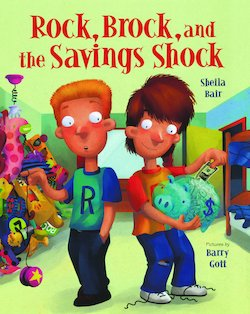 Rock, Brock, and
the Savings Shock
Sheila
Bair
R
$
Pictures by
Barry
Gott